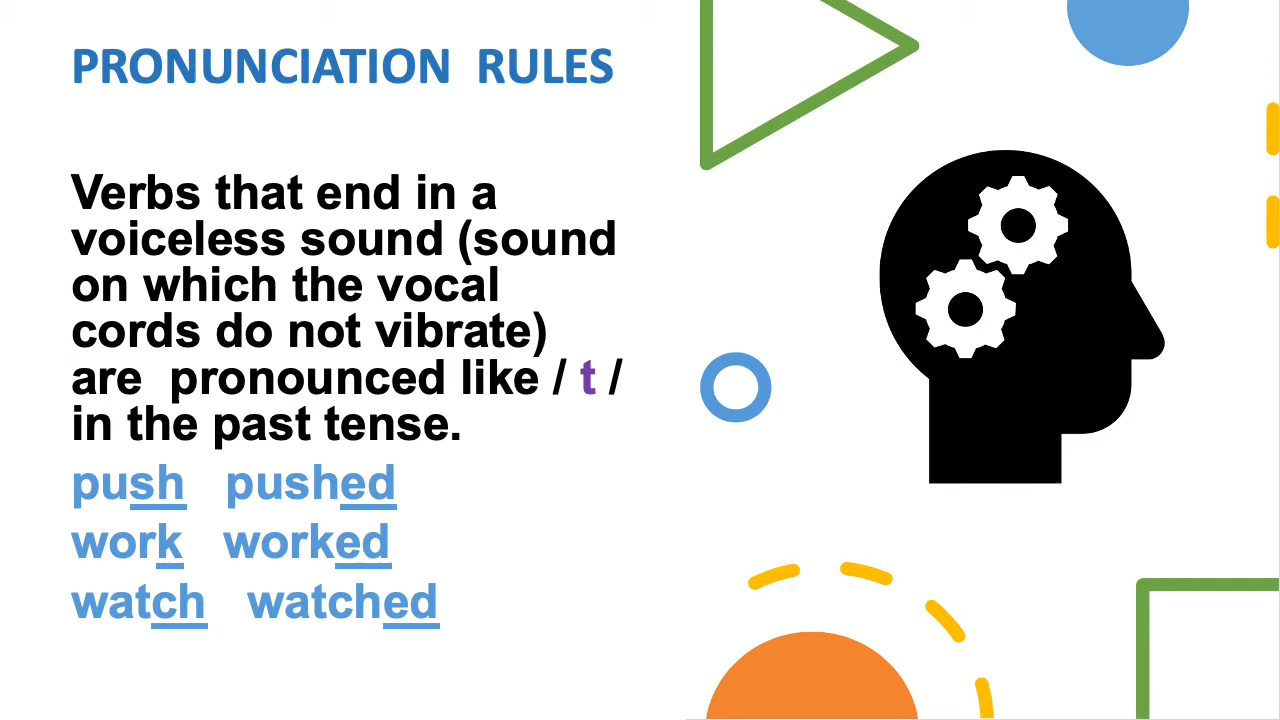 PRONUNCIATION RULES
Verbs that end in a
voiceless sound (sound
on which the vocal
cords do not vibrate)
are pronounced like / t /
in the past tense.
push pushed
work worked
watch watched